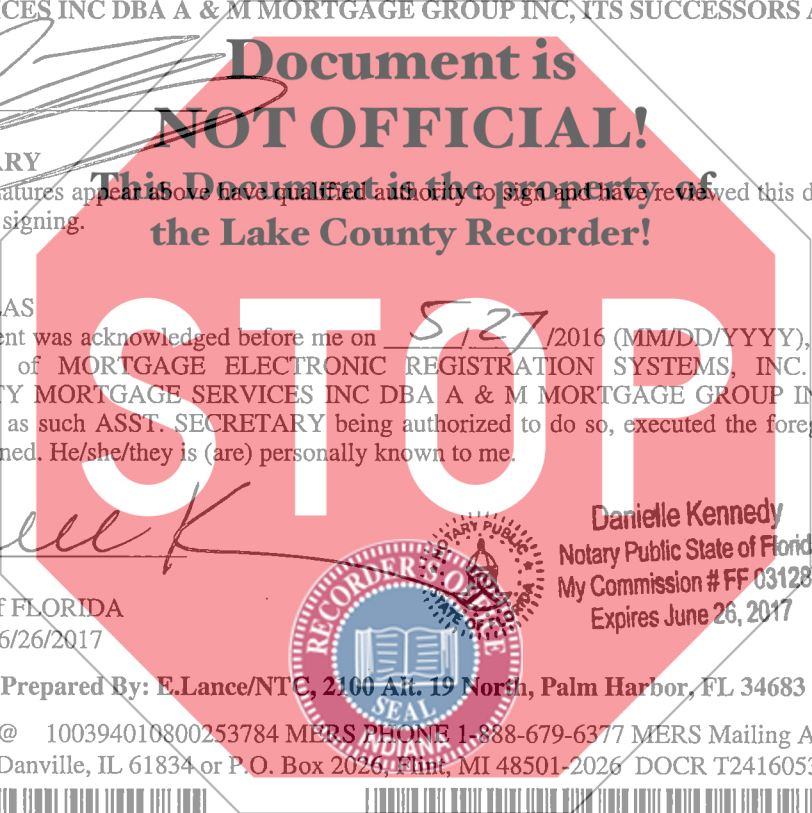 CES INC DBA A & M MORTGAGE GROUP INC, ITS SUCCESSORS A
Document is
NOT OFFICIAL!
ARY
This Document is the property of
atures appear above have qualified authority to sign and have reviewed this d
signing.
the Lake County Recorder!
LAS
STOP
ent was acknowledged before me on 5/27/2016 (MM/DD/YYYY),
of MORTGAGE ELECTRONIC REGISTRATION SYSTEMS, INC.
TY MORTGAGE SERVICES INC DBA A & M MORTGAGE GROUP IN
as such ASST. SECRETARY being authorized to do so, executed the foreg
ned. He/she/they is (are) personally known to me.
Danielle Kennedy
Notary Public State of Florid
My Commission # FF 03128
Expires June 26, 2017
NOTARY PUBLIC
STATE OF FLORIDA
RECORDER'S OFFICE
SEAL
INDIANA
f FLORIDA
6/26/2017
Prepared By: E.Lance/NTC, 2100 Alt. 19 North, Palm Harbor, FL 34683
@ 100394010800253784 MERS PHONE 1-888-679-6377 MERS Mailing A
Danville, IL 61834 or P.O. Box 2026, Flint, MI 48501-2026 DOCR T2416053